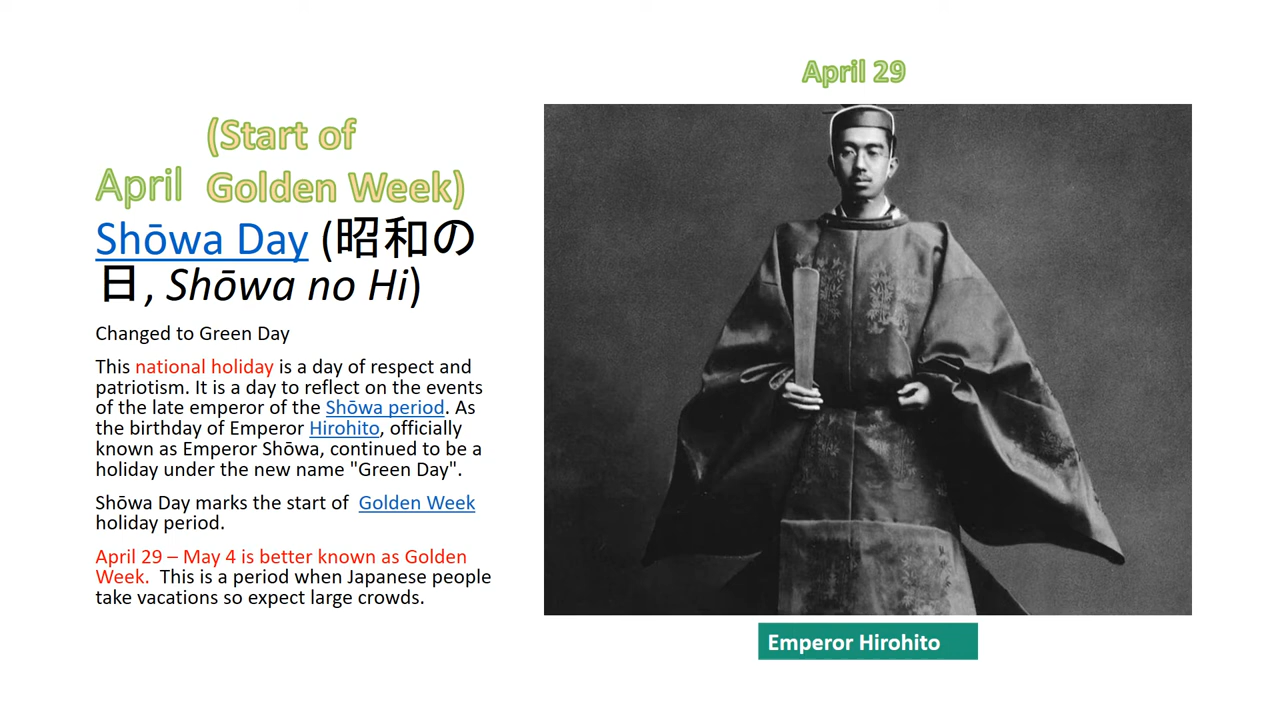 April 29
(Start of
April Golden Week)
Shōwa Day (昭和の
日, Shōwa no Hi)
Changed to Green Day
This national holiday is a day of respect and
patriotism. It is a day to reflect on the events
of the late emperor of the Shōwa period. As
the birthday of Emperor Hirohito, officially
known as Emperor Shōwa, continued to be a
holiday under the new name "Green Day".
Shōwa Day marks the start of Golden Week
holiday period.
April 29 – May 4 is better known as Golden
Week. This is a period when Japanese people
take vacations so expect large crowds.
Emperor Hirohito